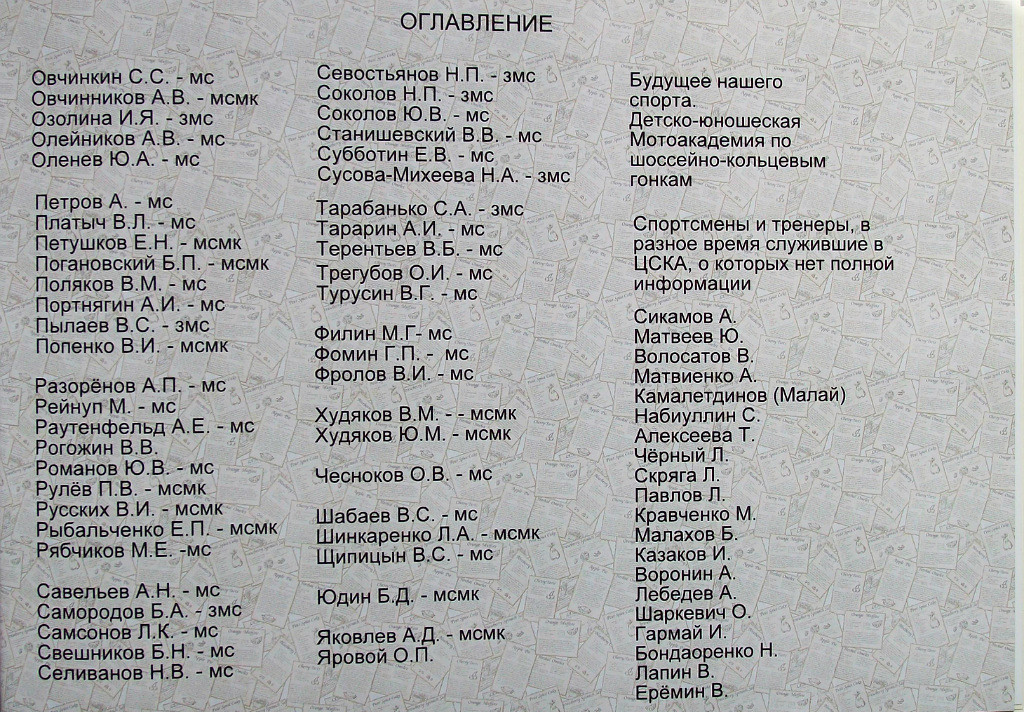 ОГЛАВЛЕНИЕ
Овчинкин С.С. - мс
Овчинников А.В. - мсмк
Озолина И.Я. - змс
Олейников А.В. - мс
Оленев Ю.А. - мс
Петров А. - мс
Платыч В.Л. - мс
Петушков Е.Н. - мсмк
Погановский Б.П. - мсмк
Поляков В.М. - мс
Портнягин А.И. - мс
Пылаев В.С. - змс
Попенко В.И. - мсмк
Разорёнов А.П. - мс
Рейнуп М. - мс
Раутенфельд А.Е. - мс
Рогожин В.В.
Романов Ю.В. - мс
Рулёв П.В. - мсмк
Русских В.И. - мсмк
Рыбальченко Е.П. - мсмк
Рябчиков М.Е. -мс
Савельев А.Н. - мс
Самородов Б.А. - змс
Самсонов Л.К. - мс
Свешников Б.Н. - мс
Селиванов Н.В. - мс
Севостьянов Н.П. - змс
Соколов Н.П. - змс
Соколов Ю.В. - мс
Станишевский В.В. - мс
Субботин Е.В. - мс
Сусова-Михеева Н.А. - змс
Тарабанько С.А. - змс
Тарарин А.И. - мс
Терентьев В.Б. - мс
Трегубов О.И. - мс
Турусин В.Г. - мс
Филин М.Г- мс
Фомин Г.П. - мс
Фролов В.И. - мс
Худяков В.М. - - мсмк
Худяков Ю.М. - мсмк
Чесноков О.В. - мс
Шабаев В.С. - мс
Шинкаренко Л.А. - мсмк
Щипицын В.С. - мс
Юдин Б.Д. - мсмк
Яковлев А.Д. - мсмк
Яровой О.П.
Будущее нашего
спорта.
Детско-юношеская
Мотоакадемия по
шоссейно-кольцевым
гонкам
Спортсмены и тренеры, в
разное время служившие в
ЦСКА, о которых нет полной
информации
Сикамов А.
Матвеев Ю.
Волосатов В.
Матвиенко А.
Камалетдинов (Малай)
Набиуллин С.
Алексеева Т.
Чёрный Л.
Скряга Л.
Павлов Л.
Кравченко М.
Малахов Б.
Казаков И.
Воронин А.
Лебедев А.
Шаркевич О.
Гармай И.
Бондаоренко Н.
Лапин В.
Ерёмин В.